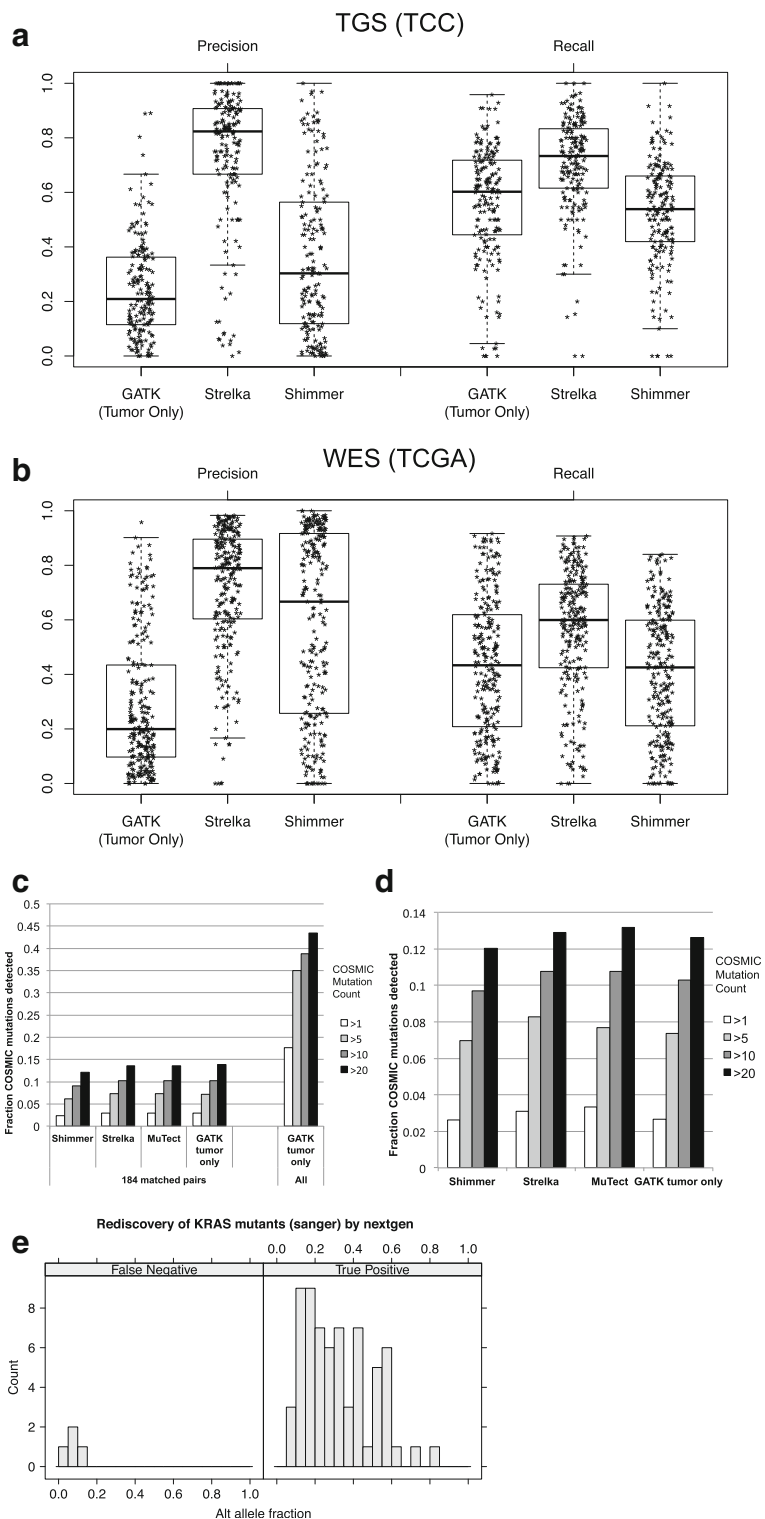 a
TGS (TCC)
Precision
Recall
1.0
0.8
0.6
0.4
0.2
0.0
GATK
(Tumor Only)
Strelka
Shimmer
GATK
(Tumor Only)
Strelka
Shimmer
b
WES (TCGA)
Precision
Recall
1.0
0.8
0.6
0.4
0.2
0.0
GATK
(Tumor Only)
Strelka
Shimmer
GATK
(Tumor Only)
Strelka
Shimmer
c
Fraction COSMIC mutations detected
0.5
0.45
0.4
0.35
0.3
0.25
0.2
0.15
0.1
0.05
0
Shimmer
Strelka
MuTect
GATK
tumor
only
GATK
tumor
only
184 matched pairs
All
COSMIC
Mutation
Count
>1
>5
>10
>20
d
Fraction COSMIC mutations detected
0.14
0.12
0.1
0.08
0.06
0.04
0.02
0
Shimmer
Strelka
MuTect
GATK tumor only
COSMIC
Mutation
Count
>1
>5
>10
>20
e
Rediscovery of KRAS mutants (sanger) by nextgen
0.0 0.2 0.4 0.6 0.8 1.0
False Negative
True Positive
Count
8
6
4
2
0
0.0 0.2 0.4 0.6 0.8 1.0
Alt allele fraction